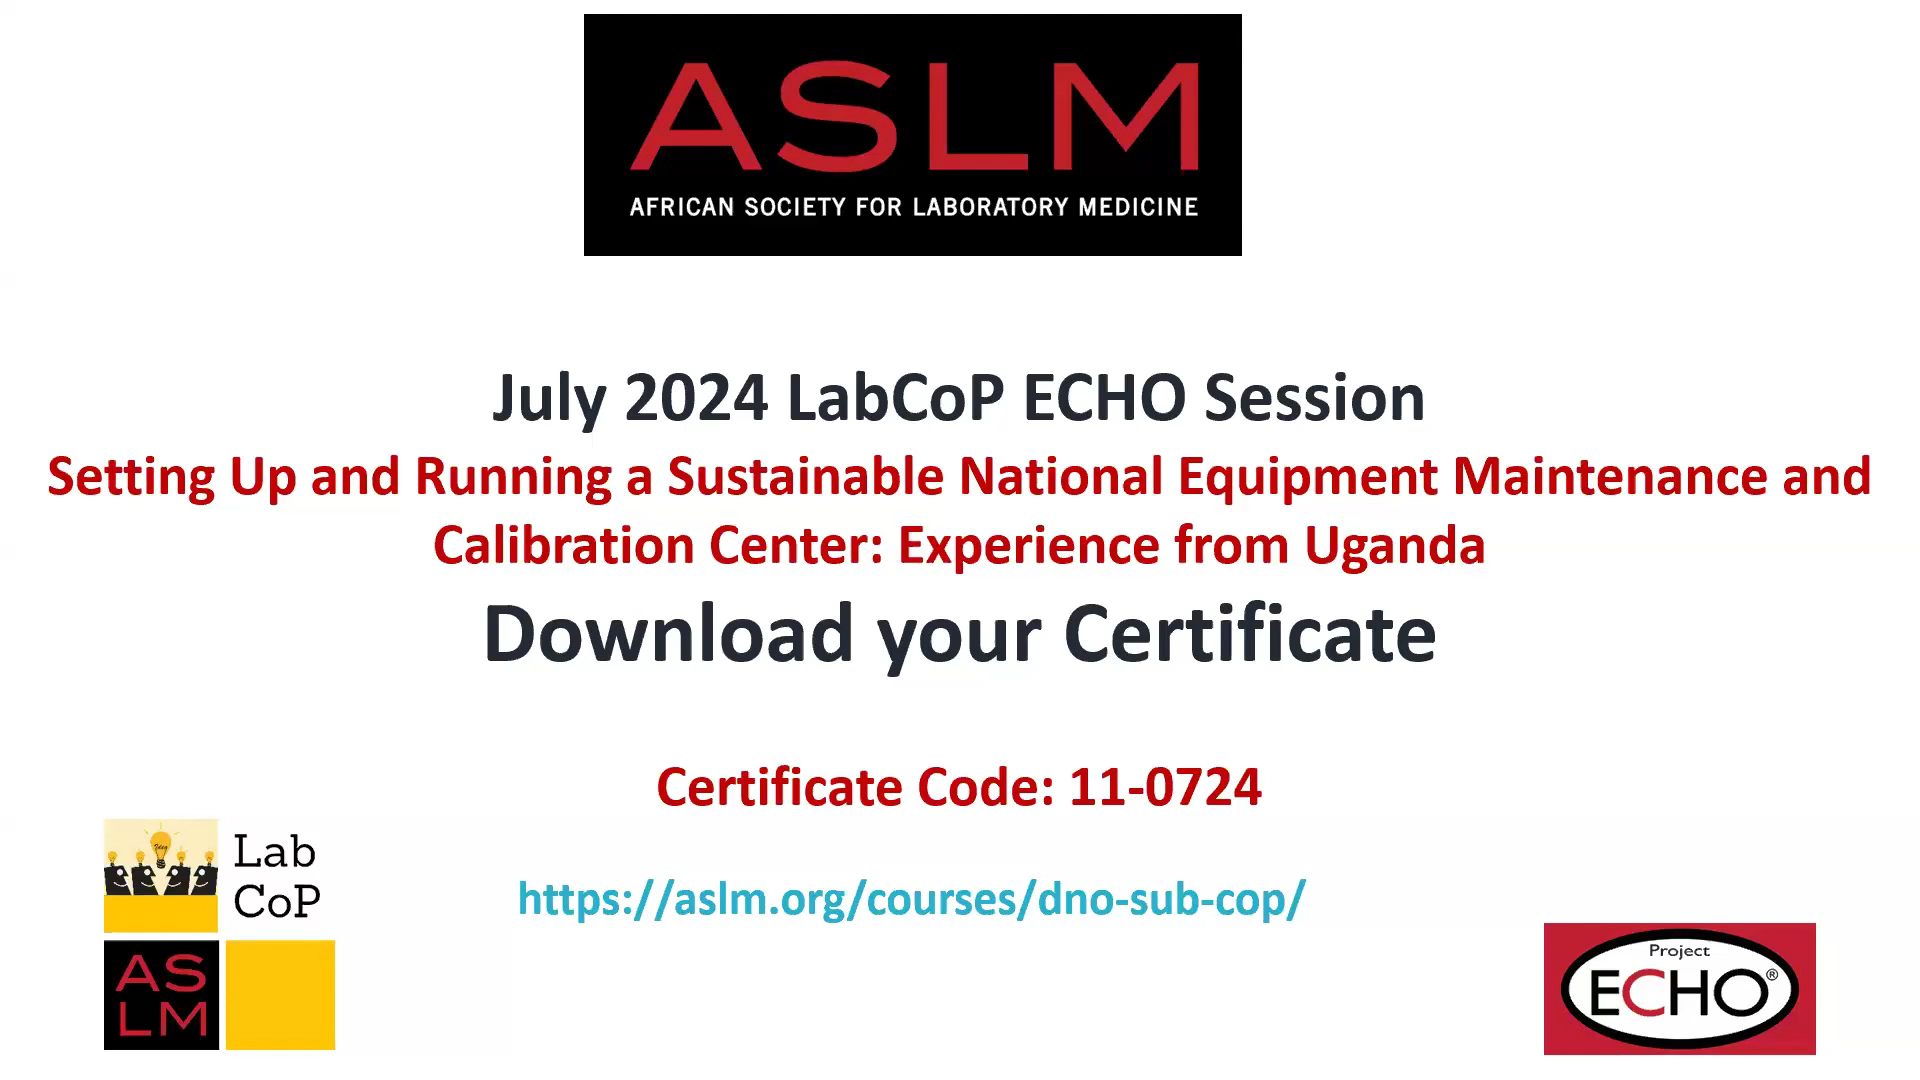 ASLM
AFRICAN SOCIETY FOR LABORATORY MEDICINE
July 2024 LabCoP ECHO Session
Setting Up and Running a Sustainable National Equipment Maintenance and
Calibration Center: Experience from Uganda
Download your Certificate
Certificate Code: 11-0724
https://aslm.org/courses/dno-sub-cop/
Idea
Lab
CoP
AS
LM
Project
ECHO®